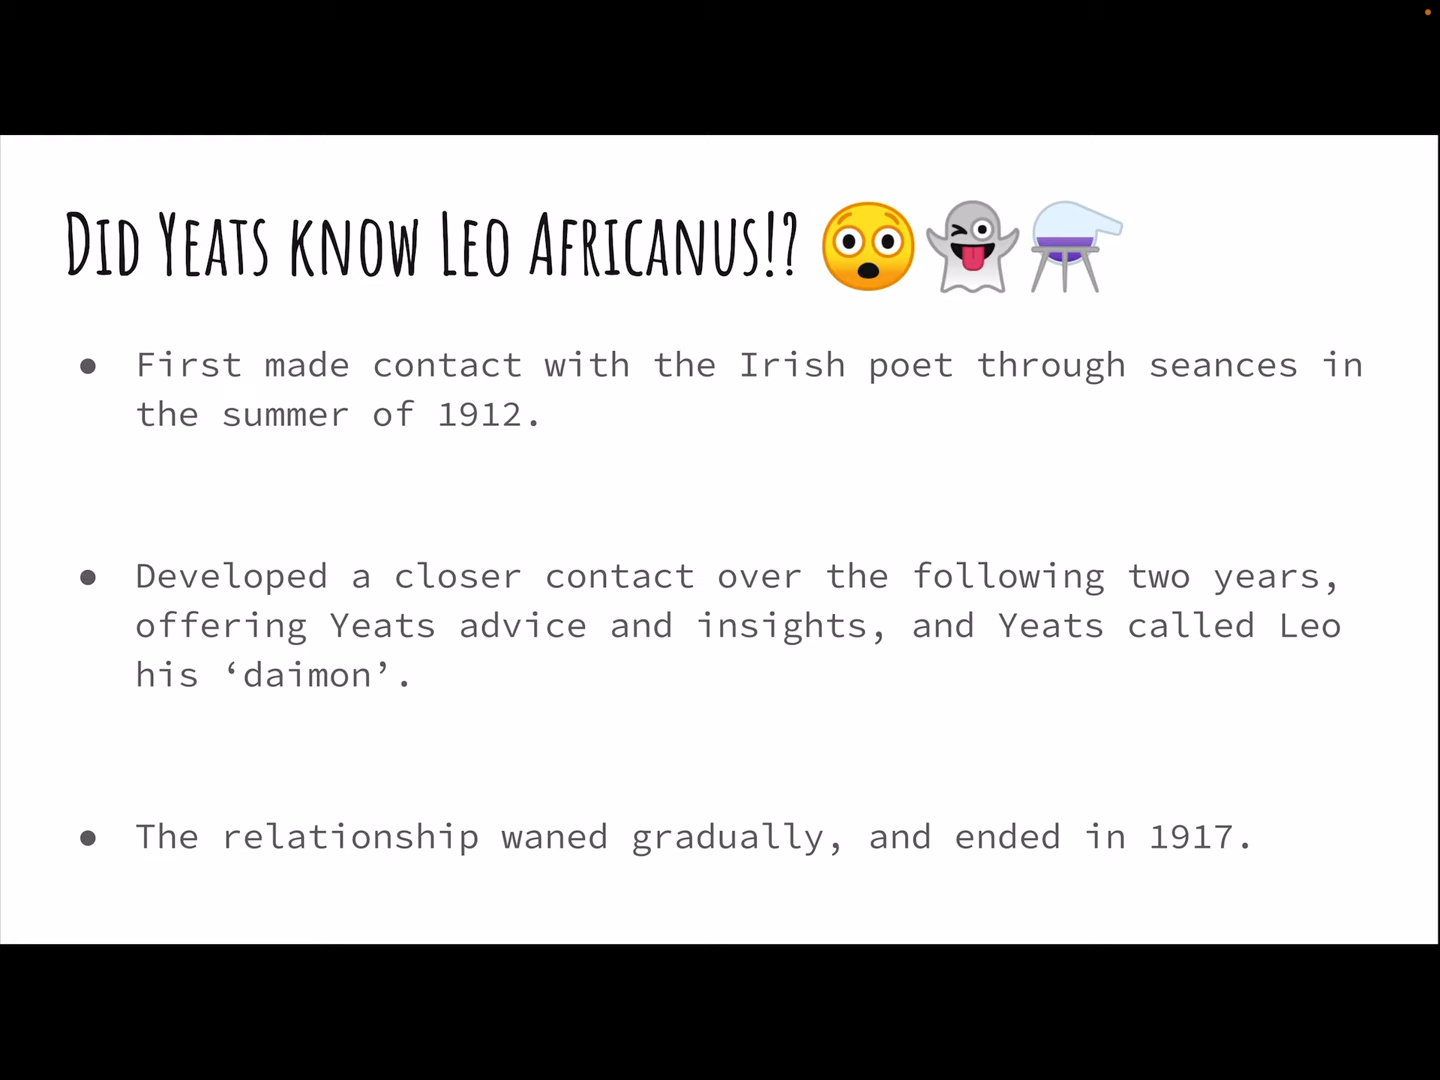 Did Yeats know Leo Africanus!? 😲👻⚗️
● First made contact with the Irish poet through seances in
the summer of 1912.
● Developed a closer contact over the following two years,
offering Yeats advice and insights, and Yeats called Leo
his ‘daimon’.
● The relationship waned gradually, and ended in 1917.